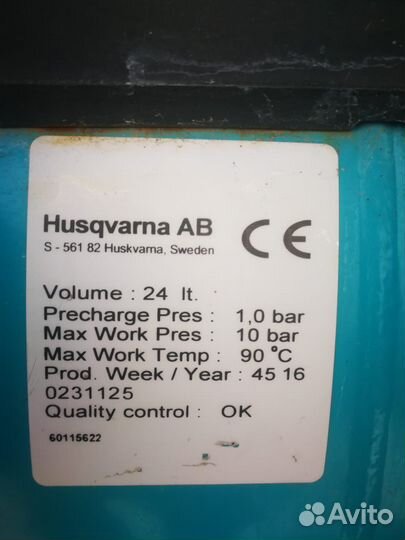 Husqvarna AB
S - 561 82 Huskvarna, Sweden
CE
Volume : 24 lt.
Precharge Pres : 1,0 bar
Max Work Pres : 10 bar
Max Work Temp : 90 °C
Prod. Week / Year : 45 16
0231125
Quality control : OK
60115622
Avito